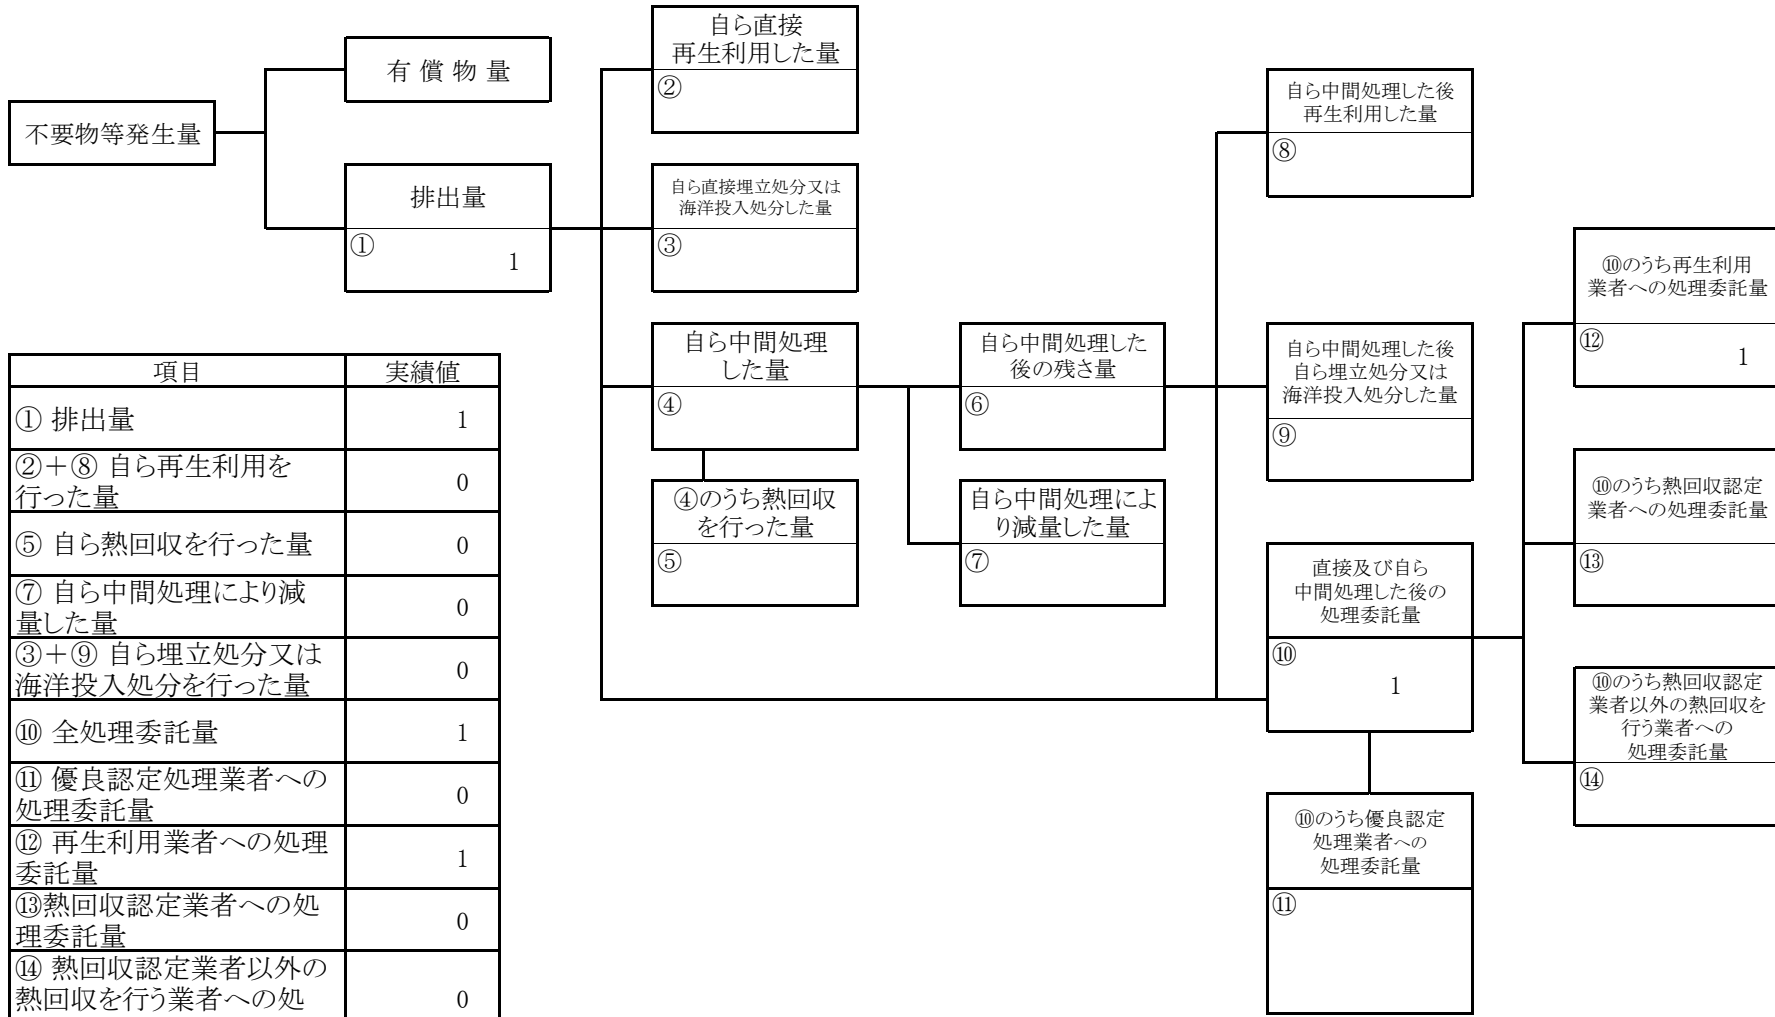 自ら直接
再生利用した量
②
有 償 物 量
不要物等発生量
自ら中間処理した後
再生利用した量
⑧
排出量
①
1
自ら直接埋立処分又は
海洋投入処分した量
③
⑩のうち再生利用
業者への処理委託量
⑫
1
自ら中間処理
した量
④
自ら中間処理した
後の残さ量
⑥
自ら中間処理した後
自ら埋立処分又は
海洋投入処分した量
⑨
④のうち熱回収
を行った量
⑤
自ら中間処理によ
り減量した量
⑦
⑩のうち熱回収認定
業者への処理委託量
⑬
直接及び自ら
中間処理した後の
処理委託量
⑩
1
⑩のうち熱回収認定
業者以外の熱回収を
行う業者への
処理委託量
⑭
⑩のうち優良認定
処理業者への
処理委託量
⑪
項目 実績値
① 排出量 1
②+⑧ 自ら再生利用を
行った量 0
⑤ 自ら熱回収を行った量 0
⑦ 自ら中間処理により減
量した量 0
③+⑨ 自ら埋立処分又は
海洋投入処分を行った量 0
⑩ 全処理委託量 1
⑪ 優良認定処理業者への
処理委託量 0
⑫ 再生利用業者への処理
委託量 1
⑬熱回収認定業者への処
理委託量 0
⑭ 熱回収認定業者以外の
熱回収を行う業者への処 0